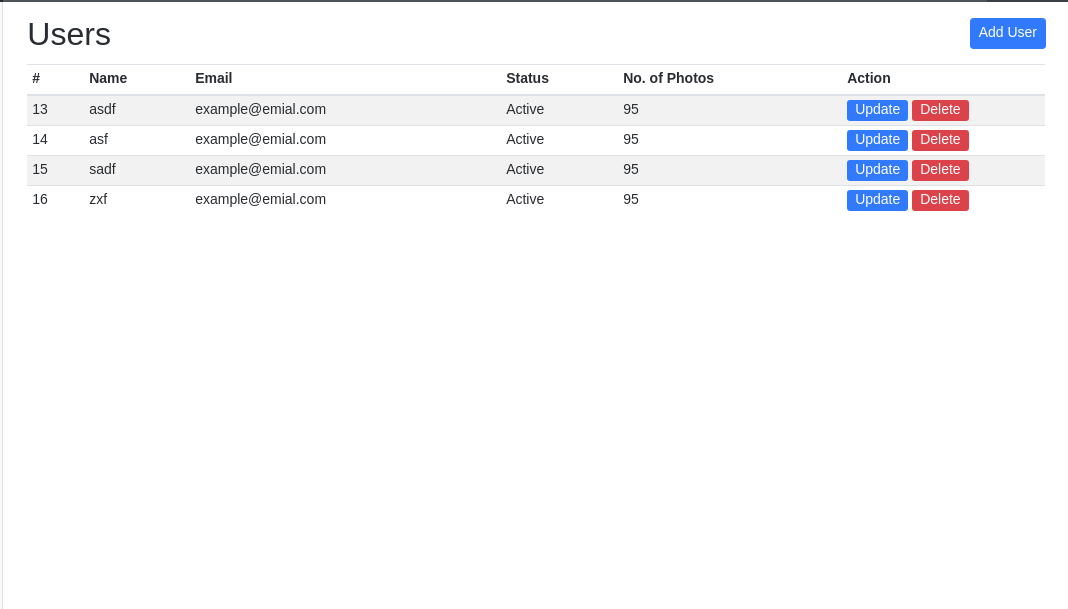 Users Add User
# Name Email Status No. of Photos Action
13 asdf example@emial.com Active 95 Update Delete
14 asf example@emial.com Active 95 Update Delete
15 sadf example@emial.com Active 95 Update Delete
16 zxf example@emial.com Active 95 Update Delete